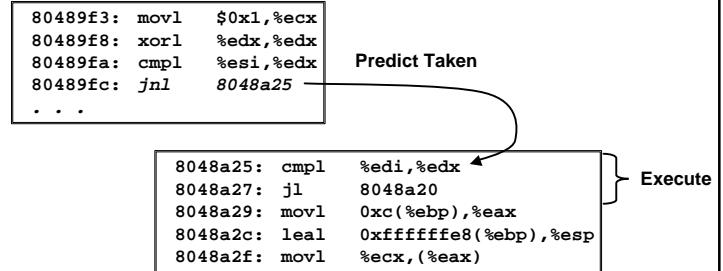 80489f3: movl $0x1,%ecx
80489f8: xorl %edx,%edx
80489fa: cmpl %esi,%edx
80489fc: jnl 8048a25
. . .
Predict Taken
8048a25: cmpl %edi,%edx
8048a27: jl 8048a20
8048a29: movl 0xc(%ebp),%eax
8048a2c: leal 0xffffffe8(%ebp),%esp
8048a2f: movl %ecx,(%eax)
Execute